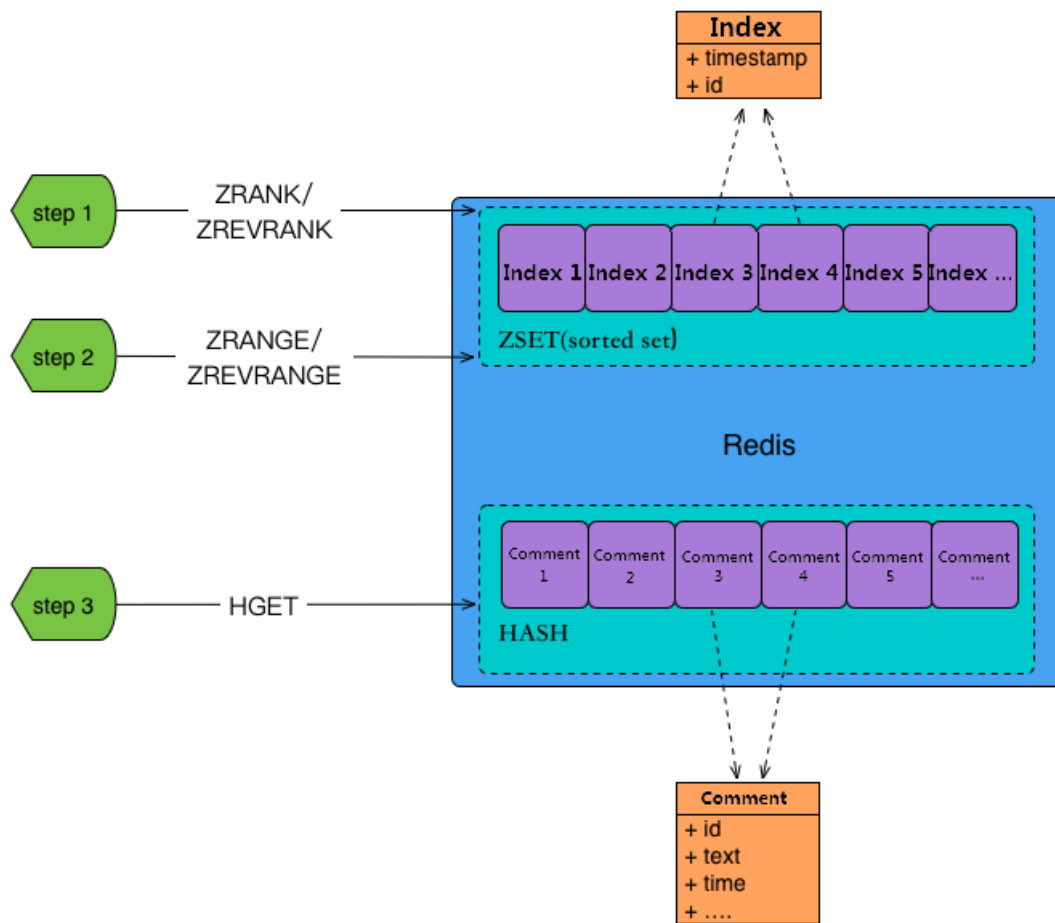 Index
+ timestamp
+ id
step 1
ZRANK/
ZREVRANK
Index 1
Index 2
Index 3
Index 4
Index 5
Index ...
ZSET(sorted set)
step 2
ZRANGE/
ZREVRANGE
Redis
step 3
HGET
Comment
1
Comment
2
Comment
3
Comment
4
Comment
5
Comment
...
HASH
Comment
+ id
+ text
+ time
+ ....